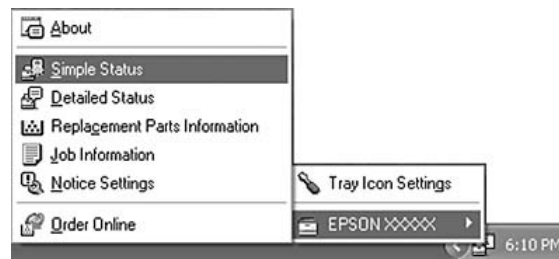 About
Simple Status
Detailed Status
Replacement Parts Information
Job Information
Notice Settings
Order Online
Tray Icon Settings
EPSON XXXXX
6:10 PM